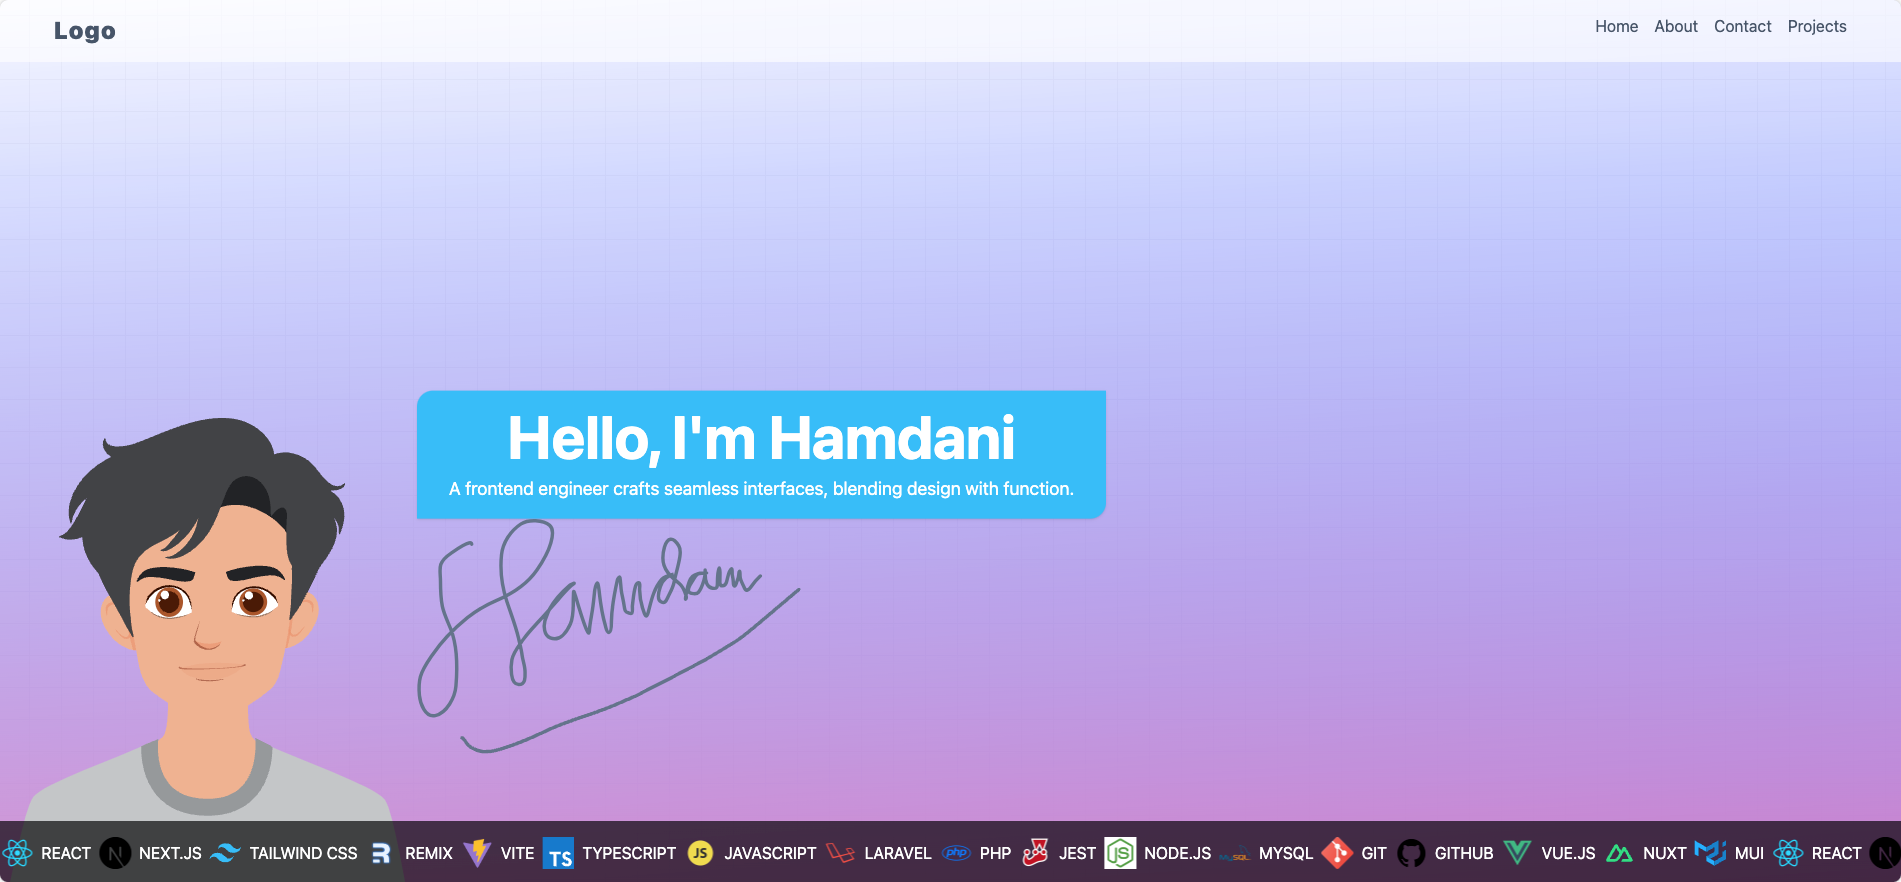 Logo
Home About Contact Projects
Hello, I'm Hamdani
A frontend engineer crafts seamless interfaces, blending design with function.
Hamdani
REACT N NEXT.JS TAILWIND CSS R REMIX VITE TS TYPESCRIPT JS JAVASCRIPT LARAVEL php PHP JEST JS NODE.JS MySQL MYSQL GIT GITHUB VUE.JS NUXT MUI REACT N